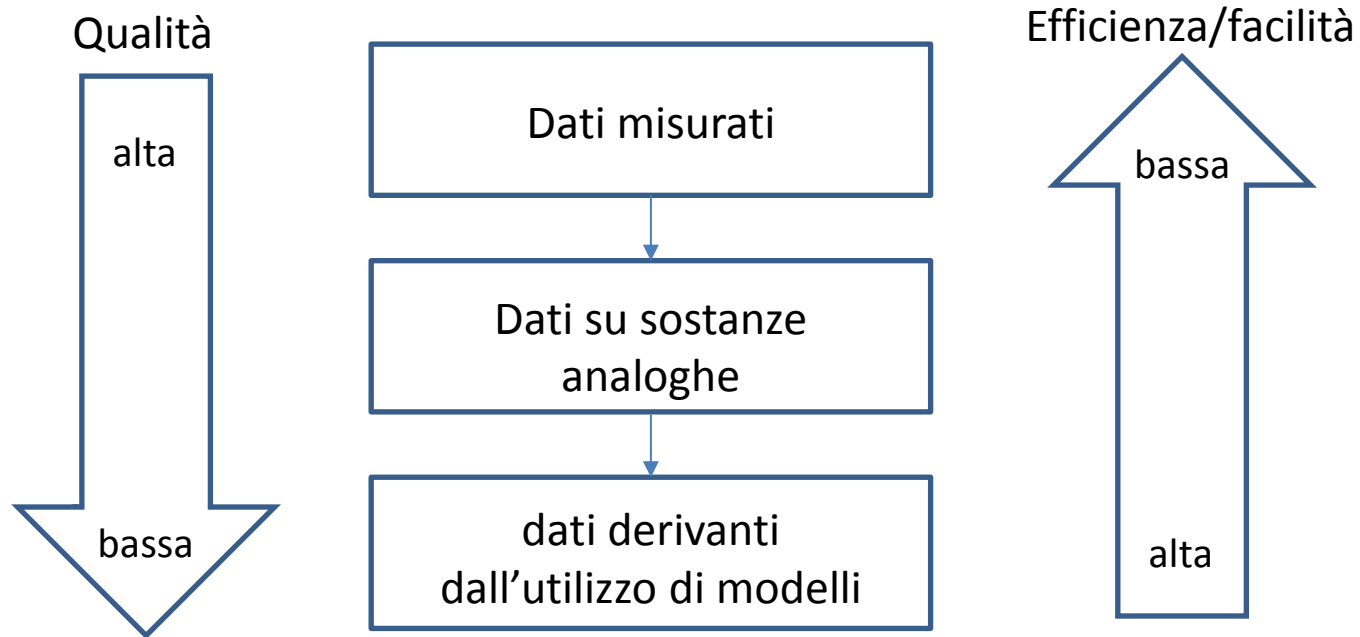 Qualità
Efficienza/facilità
alta
Dati misurati
bassa
Dati su sostanze
analoghe
bassa
dati derivanti
dall’utilizzo di modelli
alta